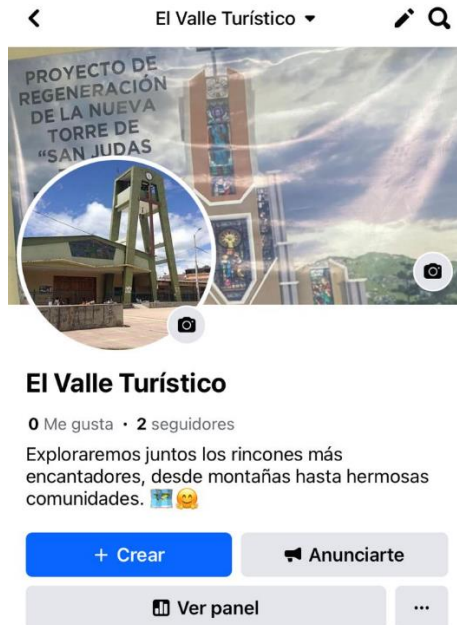 El Valle Turístico
PROYECTO DE
REGENERACIÓN
DE LA NUEVA
TORRE DE
"SAN JUDAS
El Valle Turístico
0 Me gusta · 2 seguidores
Exploraremos juntos los rincones más
encantadores, desde montañas hasta hermosas
comunidades.
+ Crear
Anunciarte
Ver panel